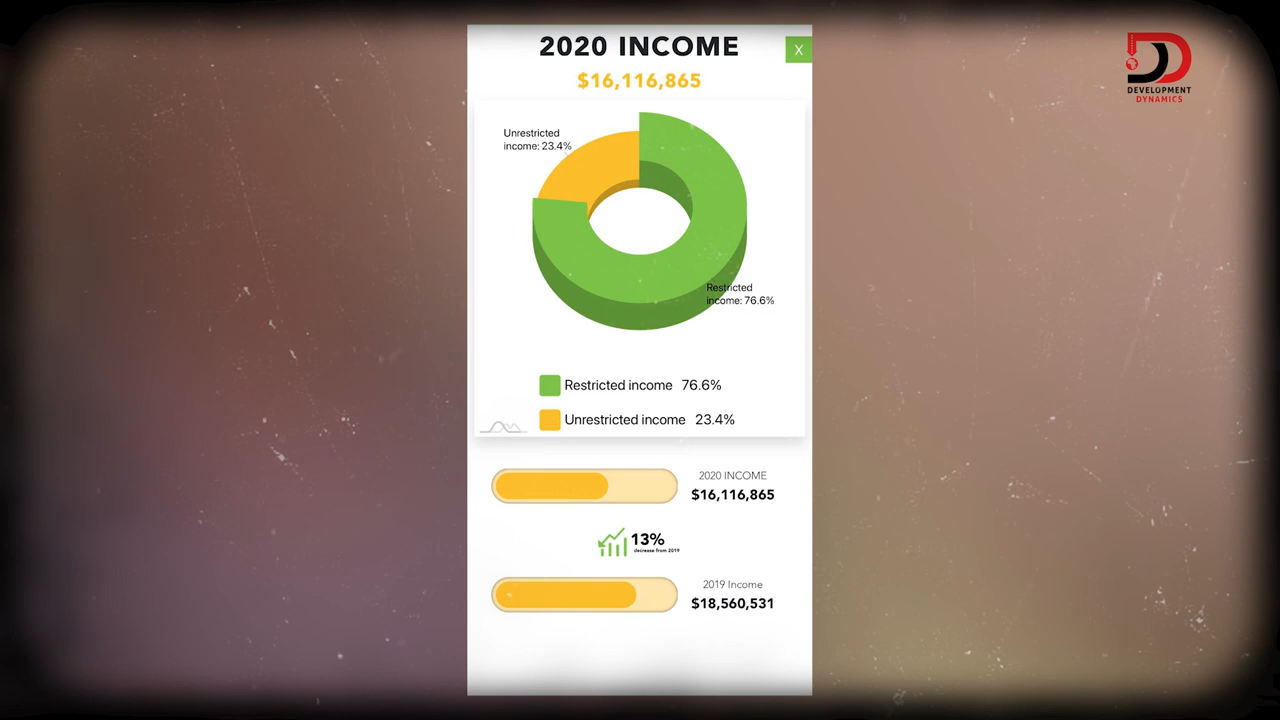 2020 INCOME
X
$16,116,865
DEVELOPMENT
DYNAMICS
Unrestricted
income: 23.4%
Restricted
income: 76.6%
Restricted income 76.6%
Unrestricted income 23.4%
2020 INCOME
$16,116,865
13%
decrease from 2019
2019 Income
$18,560,531